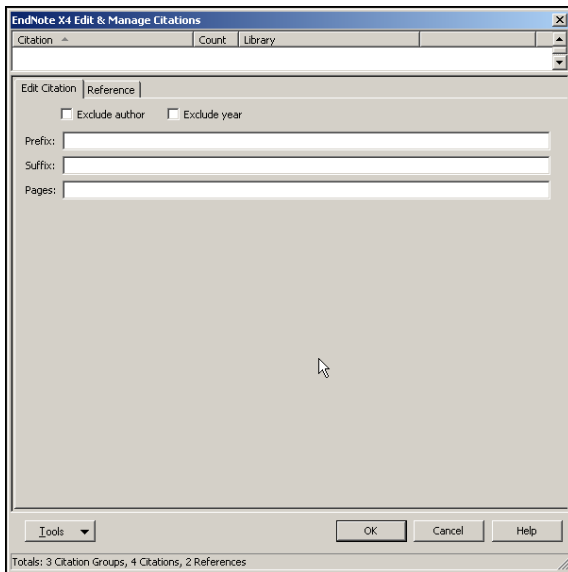 EndNote X4 Edit & Manage Citations
Citation Count Library
Edit Citation Reference
Exclude author Exclude year
Prefix:
Suffix:
Pages:
Tools OK Cancel Help
Totals: 3 Citation Groups, 4 Citations, 2 References